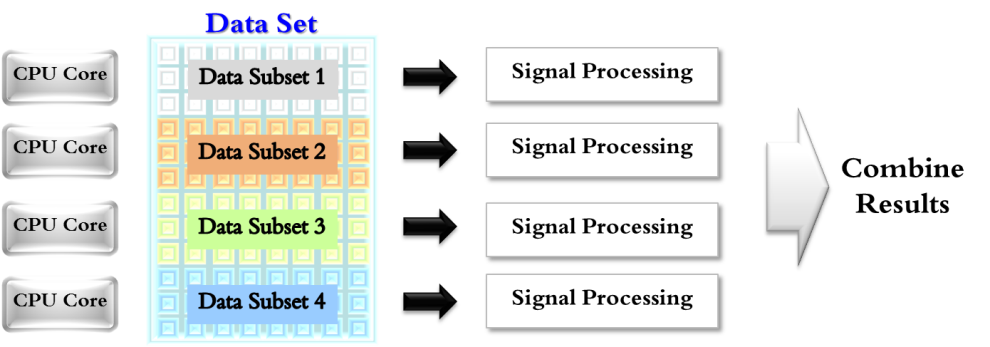 Data Set
CPU Core
Data Subset 1
Signal Processing
CPU Core
Data Subset 2
Signal Processing
CPU Core
Data Subset 3
Signal Processing
CPU Core
Data Subset 4
Signal Processing
Combine
Results